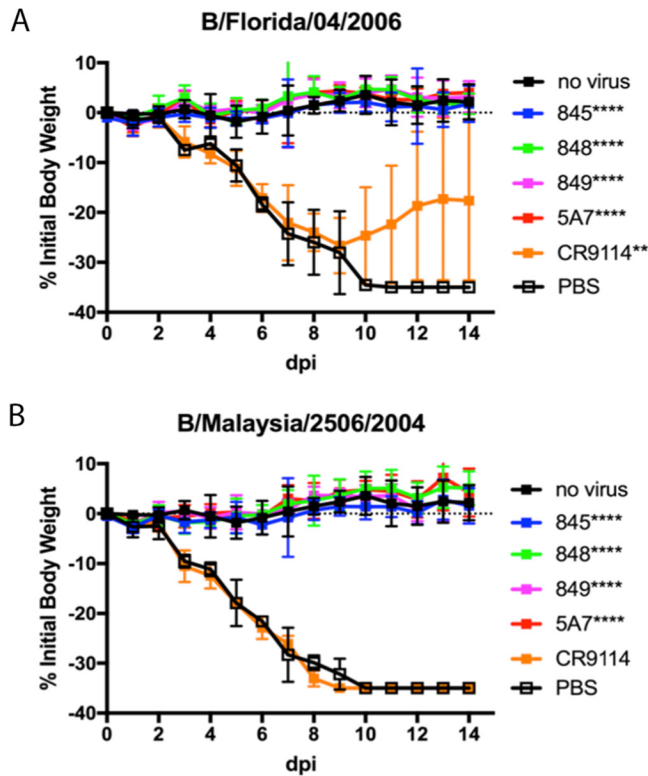 A
B/Florida/04/2006
% Initial Body Weight
10
0
-10
-20
-30
-40
0 2 4 6 8 10 12 14
dpi
no virus
845****
848****
849****
5A7****
CR9114**
PBS
B
B/Malaysia/2506/2004
% Initial Body Weight
10
0
-10
-20
-30
-40
0 2 4 6 8 10 12 14
dpi
no virus
845****
848****
849****
5A7****
CR9114
PBS